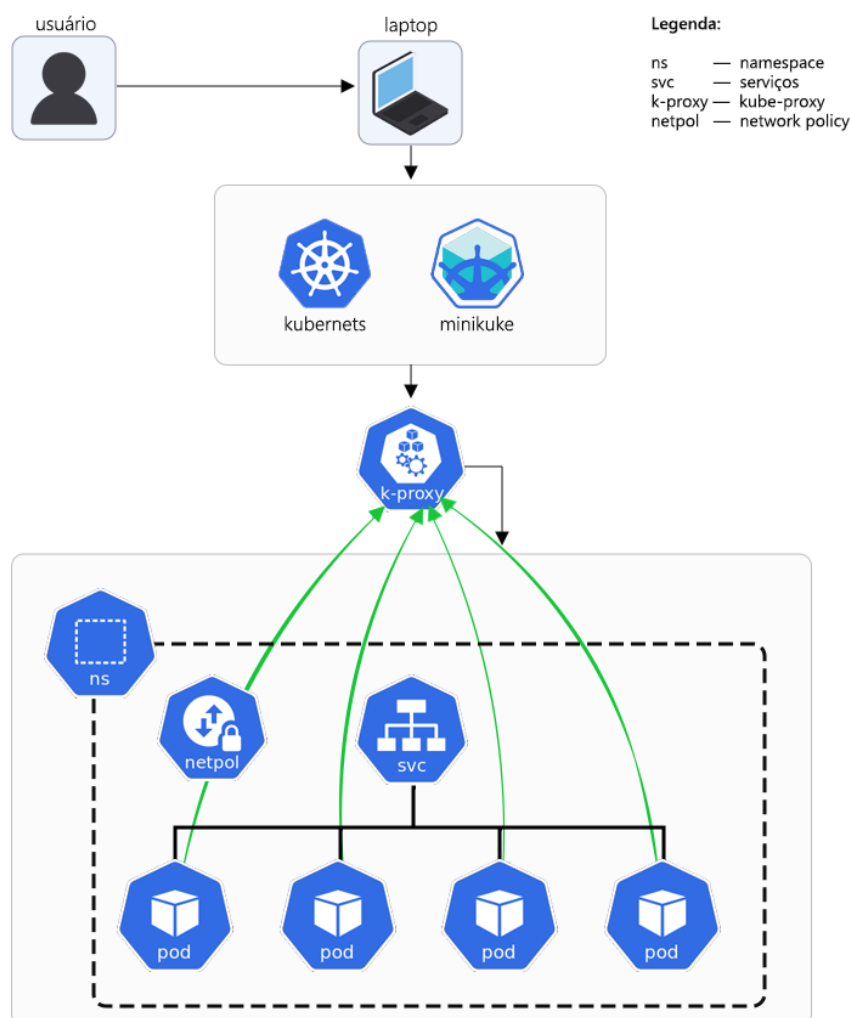 usuário
laptop
Legenda:
ns — namespace
svc — serviços
k-proxy — kube-proxy
netpol — network policy
kubernets
minikuke
k-proxy
ns
netpol
svc
pod
pod
pod
pod